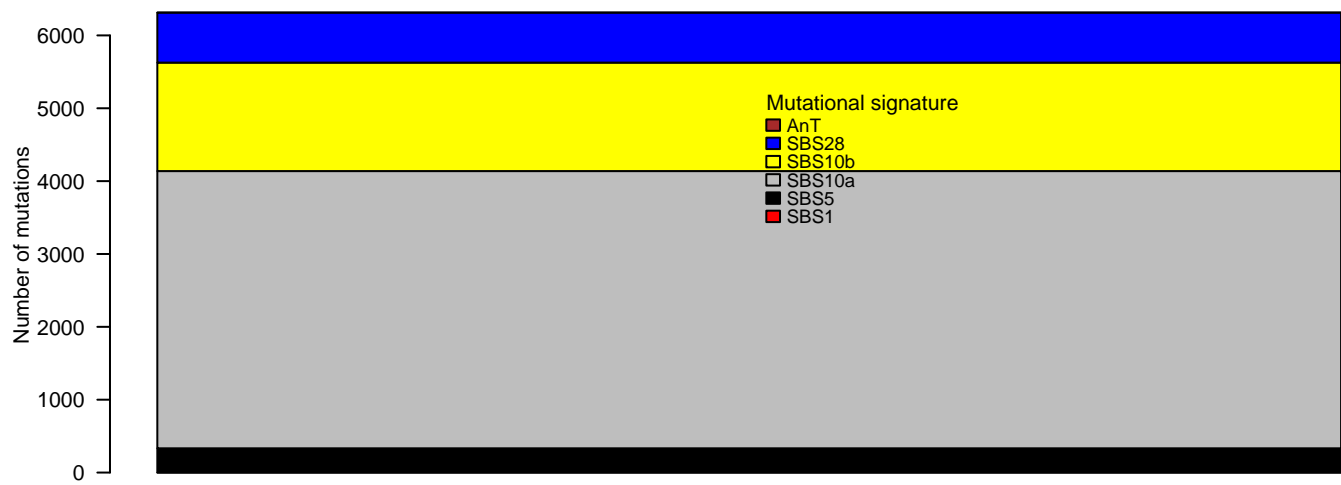 6000
5000
4000
3000
2000
1000
0
Number of mutations
Mutational signature
AnT
SBS28
SBS10b
SBS10a
SBS5
SBS1